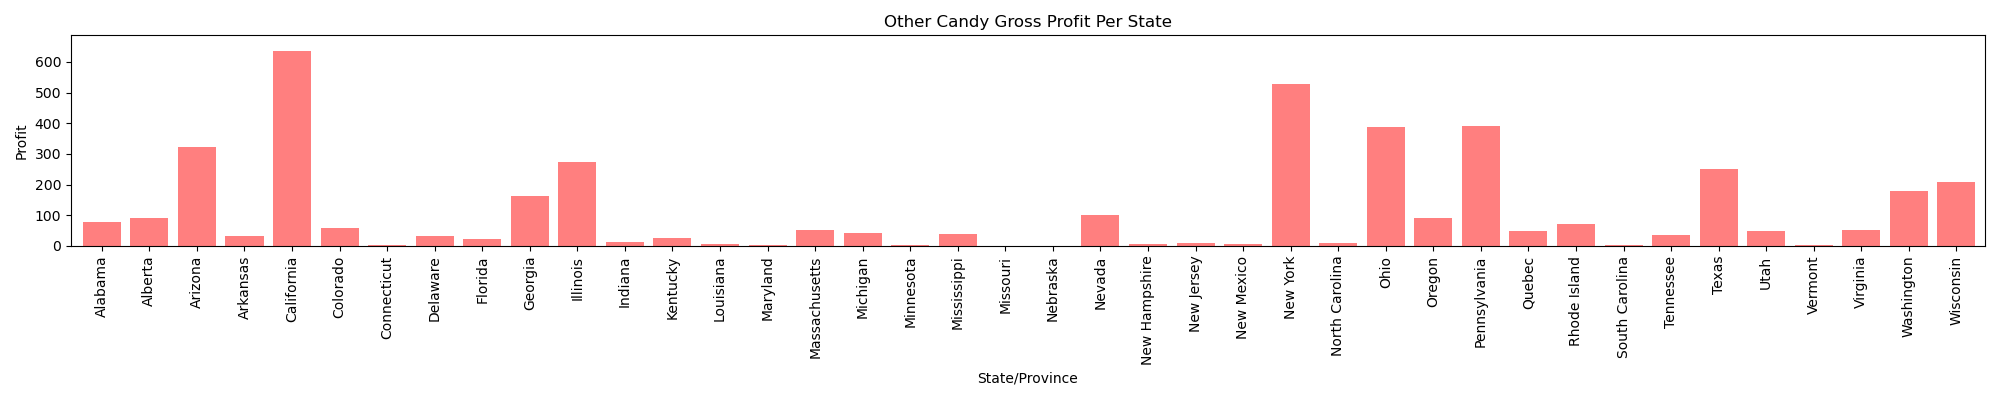 Other Candy Gross Profit Per State
Profit
600
500
400
300
200
100
0
Alabama
Alberta
Arizona
Arkansas
California
Colorado
Connecticut
Delaware
Florida
Georgia
Illinois
Indiana
Kentucky
Louisiana
Maryland
Massachusetts
Michigan
Minnesota
Mississippi
Missouri
Nebraska
Nevada
New Hampshire
New Jersey
New Mexico
New York
North Carolina
Ohio
Oregon
Pennsylvania
Quebec
Rhode Island
South Carolina
Tennessee
Texas
Utah
Vermont
Virginia
Washington
Wisconsin
State/Province